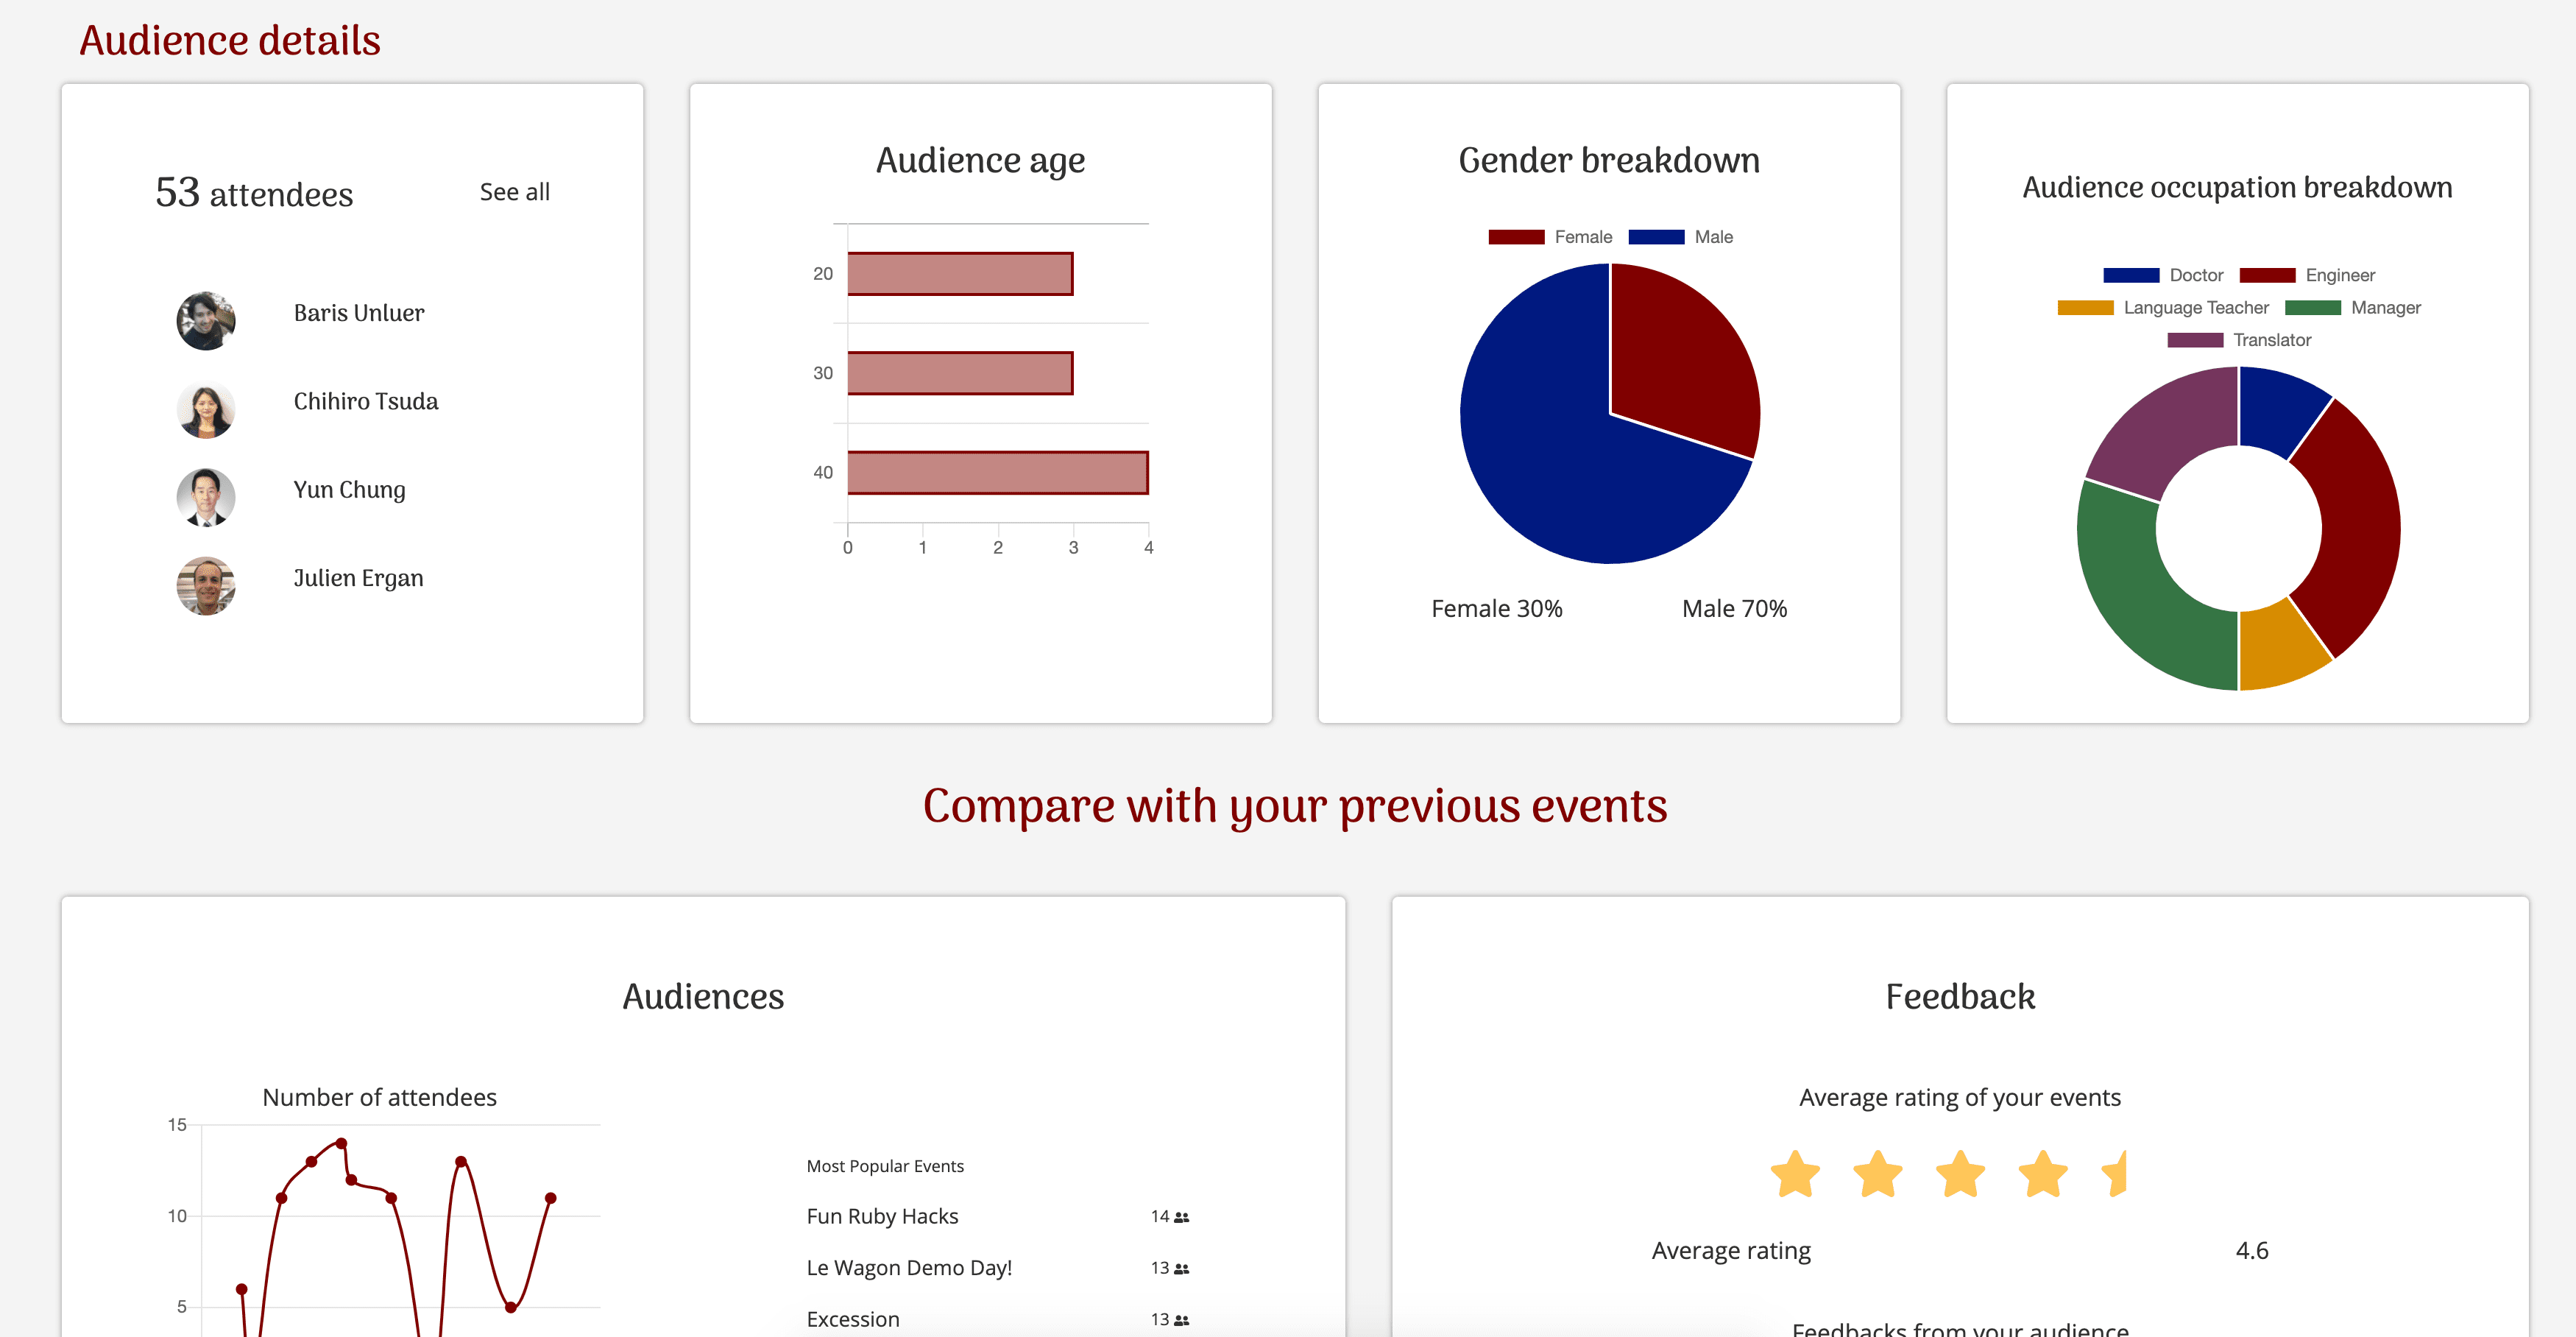 Audience details
53 attendees See all
Baris Unluer
Chihiro Tsuda
Yun Chung
Julien Ergan
Audience age
20
30
40
0 1 2 3 4
Gender breakdown
Female Male
Female 30% Male 70%
Audience occupation breakdown
Doctor Engineer
Language Teacher Manager
Translator
Compare with your previous events
Audiences
Number of attendees
15
10
5
Most Popular Events
Fun Ruby Hacks 14
Le Wagon Demo Day! 13
Excession 13
Feedback
Average rating of your events
Average rating 4.6
Feedbacks from your audience